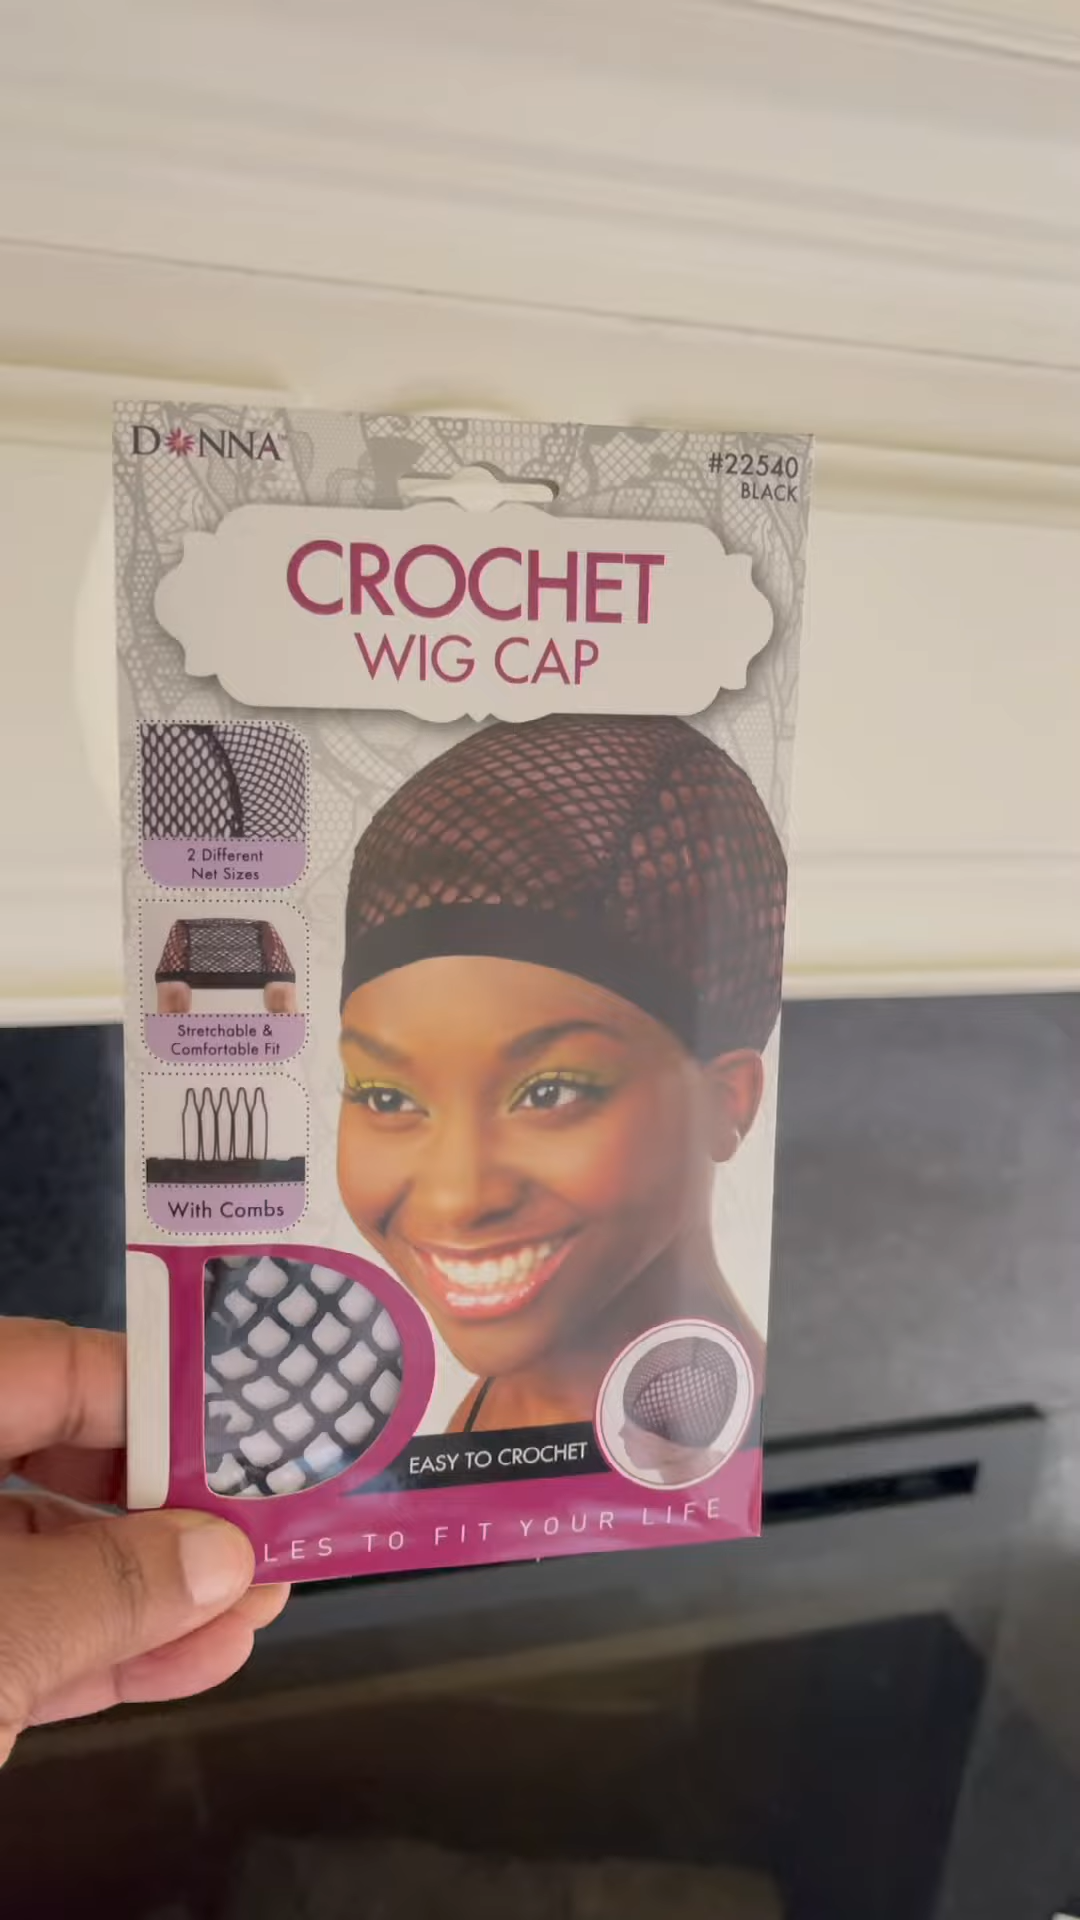 DONNA™
#22540
BLACK
CROCHET
WIG CAP
2 Different
Net Sizes
Stretchable &
Comfortable Fit
With Combs
EASY TO CROCHET
LES TO FIT YOUR LIFE